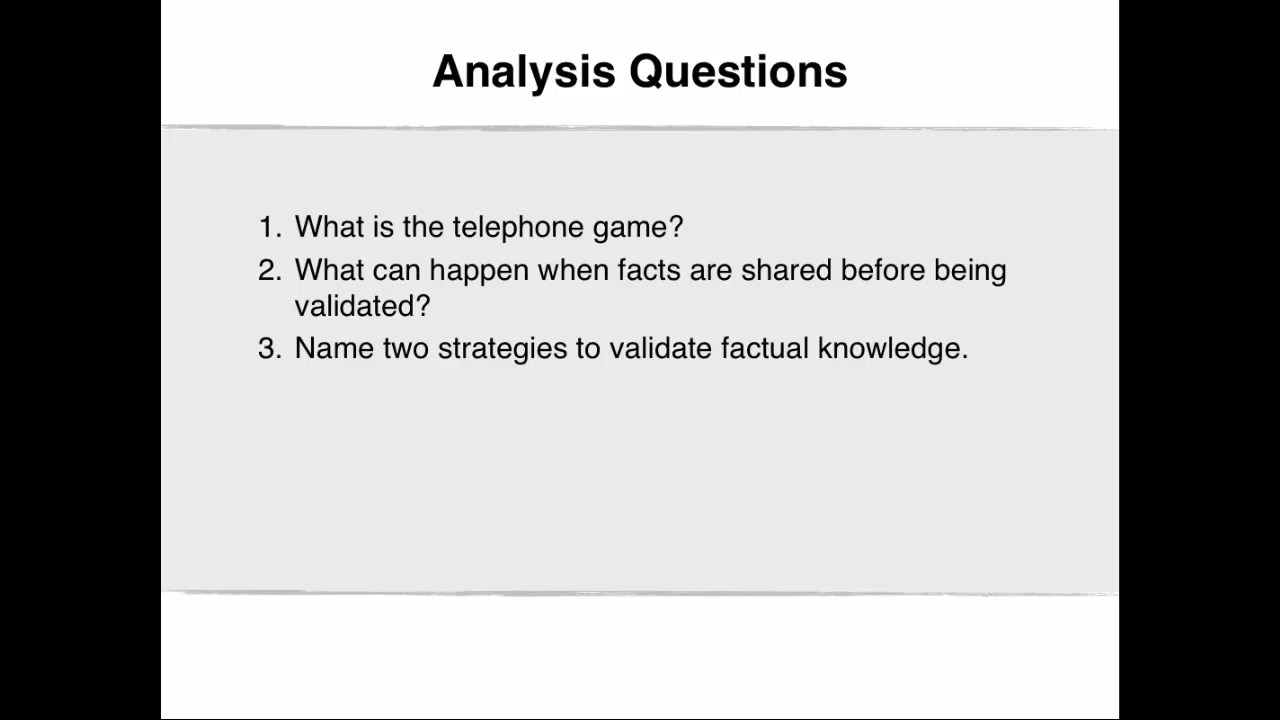 Analysis Questions
1. What is the telephone game?
2. What can happen when facts are shared before being
validated?
3. Name two strategies to validate factual knowledge.